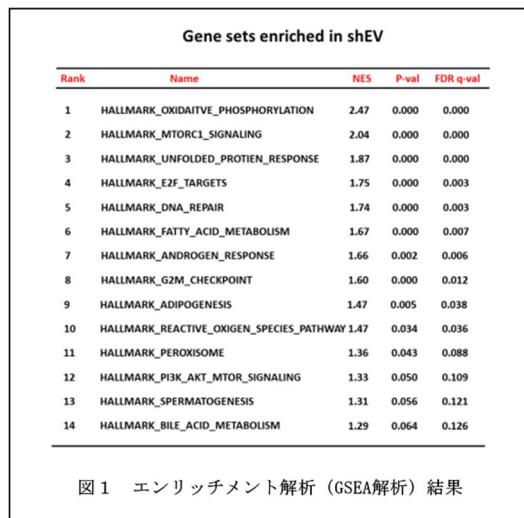 Gene sets enriched in shEV
Rank Name NES P-val FDR q-val
1 HALLMARK_OXIDAITVE_PHOSPHORYLATION 2.47 0.000 0.000
2 HALLMARK_MTORC1_SIGNALING 2.04 0.000 0.000
3 HALLMARK_UNFOLDED_PROTIEN_RESPONSE 1.87 0.000 0.000
4 HALLMARK_E2F_TARGETS 1.75 0.000 0.003
5 HALLMARK_DNA_REPAIR 1.74 0.000 0.003
6 HALLMARK_FATTY_ACID_METABOLISM 1.67 0.000 0.007
7 HALLMARK_ANDROGEN_RESPONSE 1.66 0.002 0.006
8 HALLMARK_G2M_CHECKPOINT 1.60 0.000 0.012
9 HALLMARK_ADIPOGENESIS 1.47 0.005 0.038
10 HALLMARK_REACTIVE_OXIGEN_SPECIES_PATHWAY 1.47 0.034 0.036
11 HALLMARK_PEROXISOME 1.36 0.043 0.088
12 HALLMARK_PI3K_AKT_MTOR_SIGNALING 1.33 0.050 0.109
13 HALLMARK_SPERMATOGENESIS 1.31 0.056 0.121
14 HALLMARK_BILE_ACID_METABOLISM 1.29 0.064 0.126
図1 エンリッチメント解析（GSEA解析）結果